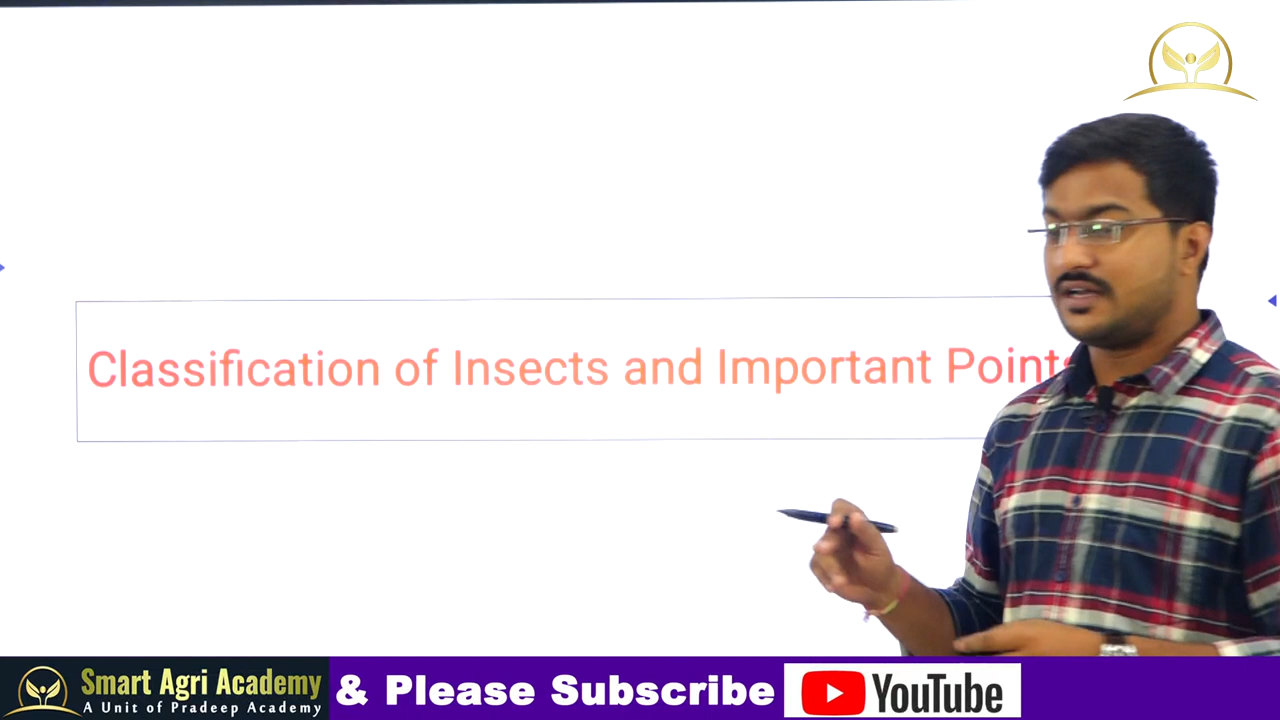 Classification of Insects and Important Point
Smart Agri Academy
A Unit of Pradeep Academy
& Please Subscribe
YouTube